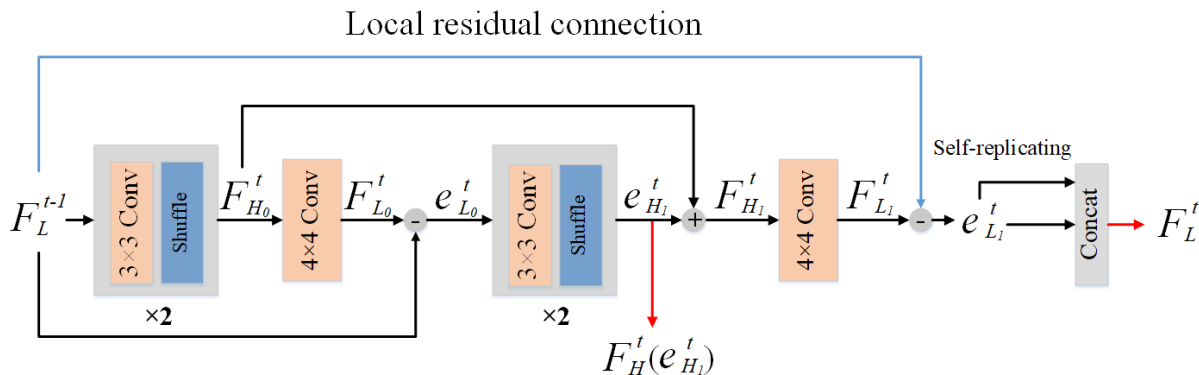 Local residual connection
F_L^{t-1}
3×3 Conv
Shuffle
×2
F_{H_0}^t
4×4 Conv
F_{L_0}^t
-
e_{L_0}^t
3×3 Conv
Shuffle
×2
e_{H_1}^t
+
F_{H_1}^t
4×4 Conv
F_{L_1}^t
-
Self-replicating
e_{L_1}^t
Concat
F_L^t
F_H^t(e_{H_1}^t)